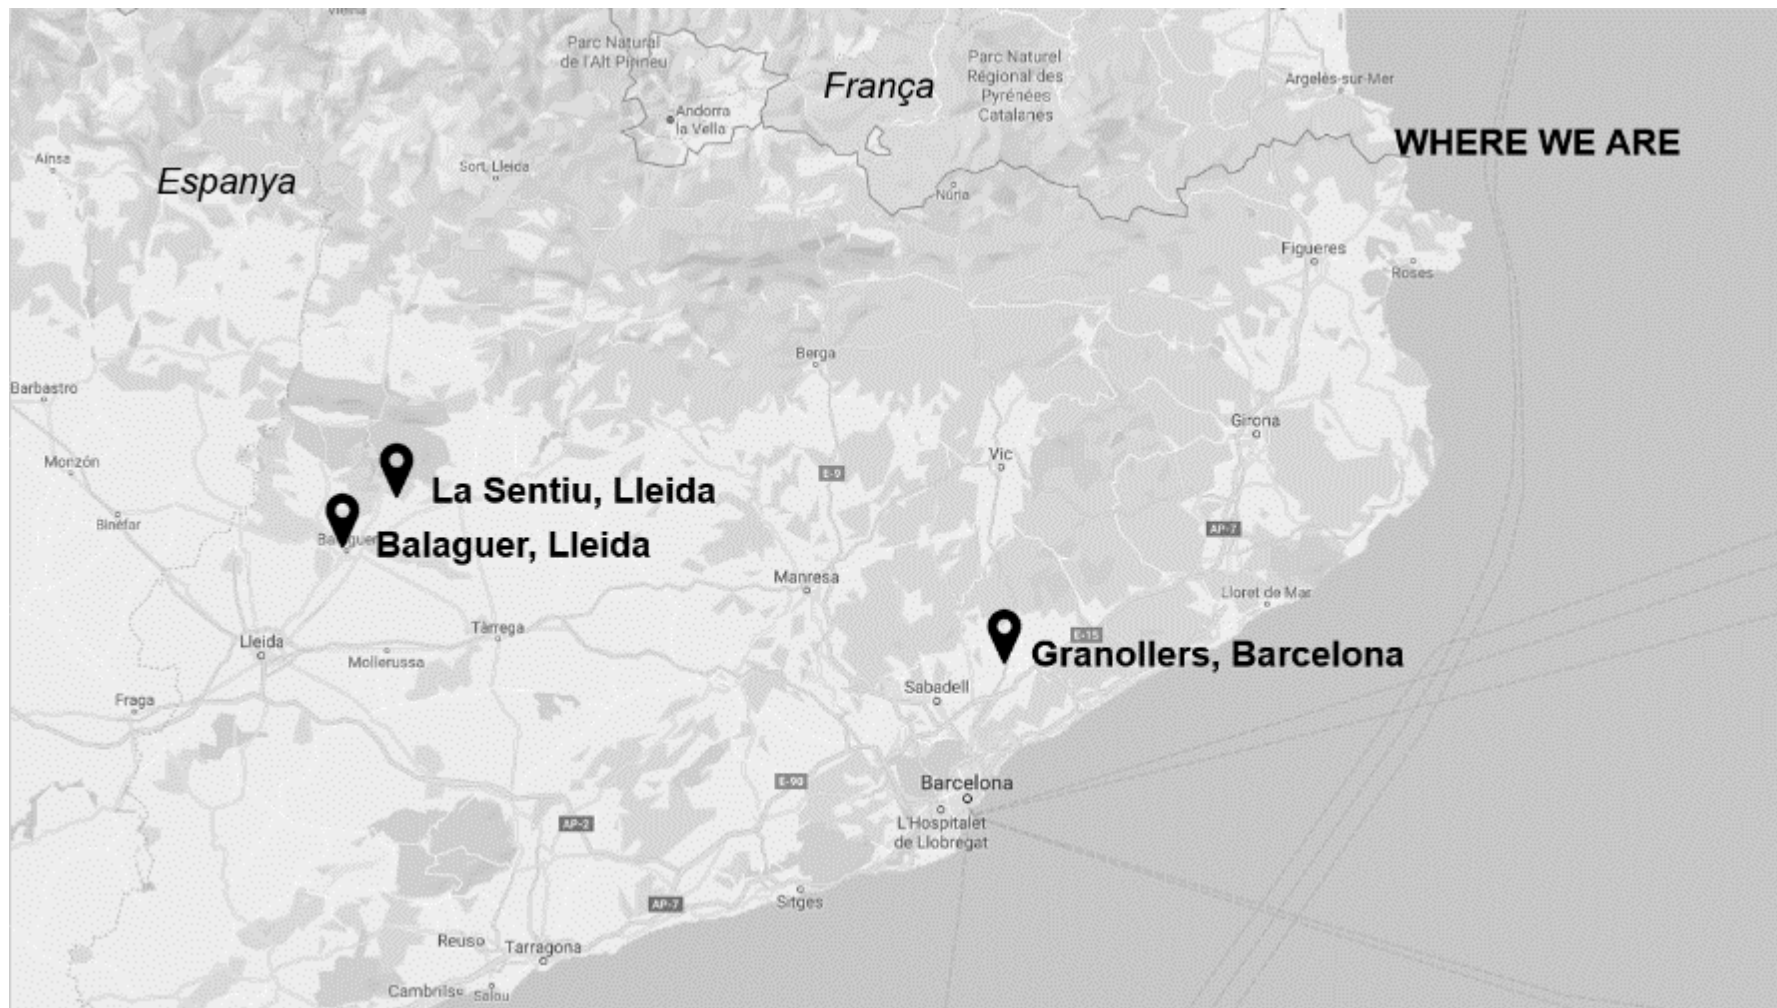 Vielha
Parc Natural
de l'Alt Pirineu
França
Parc Naturel
Régional des
Pyrénées
Catalanes
Argelès-sur-Mer
Andorra
la Vella
WHERE WE ARE
Aínsa
Sort, Lleida
Espanya
Núria
Figueres
Roses
Berga
Barbastro
Girona
Monzón
Vic
E-9
La Sentiu, Lleida
Binéfar
AP-7
Balaguer
Balaguer, Lleida
Manresa
Lloret de Mar
Tàrrega
E-15
Lleida
Mollerussa
Granollers, Barcelona
Sabadell
Fraga
E-90
Barcelona
AP-2
L'Hospitalet
de Llobregat
AP-7
Sitges
Reus
Tarragona
Cambrils
Salou